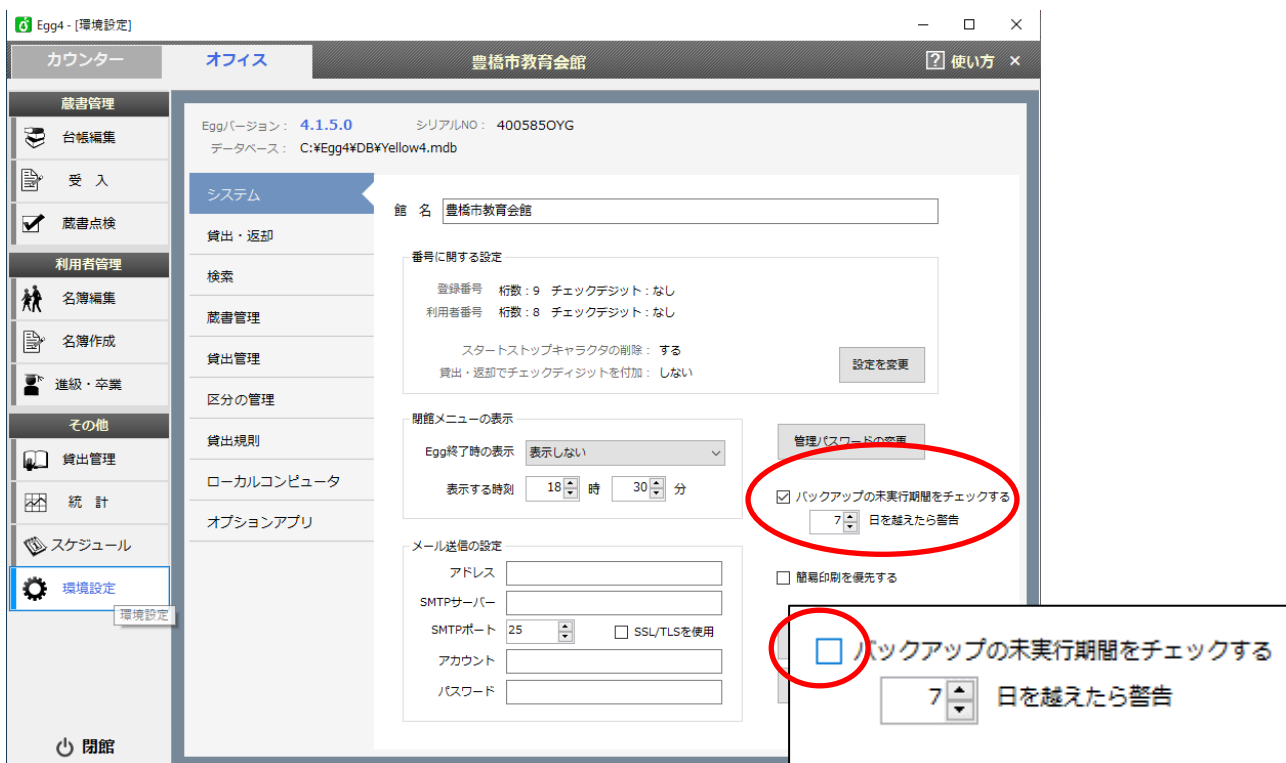 Egg4 - [環境設定]
カウンター
オフィス
豊橋市教育会館
? 使い方 ×
蔵書管理
台帳編集
受 入
蔵書点検
利用者管理
名簿編集
名簿作成
進級・卒業
その他
貸出管理
統 計
スケジュール
環境設定
環境設定
閉館
Eggバージョン： 4.1.5.0 シリアルNO： 400585OYG
データベース： C:¥Egg4¥DB¥Yellow4.mdb
システム
貸出・返却
検索
蔵書管理
貸出管理
区分の管理
貸出規則
ローカルコンピュータ
オプションアプリ
館 名 豊橋市教育会館
番号に関する設定
登録番号 桁数：9 チェックデジット：なし
利用者番号 桁数：8 チェックデジット：なし
スタートストップキャラクタの削除： する
貸出・返却でチェックディジットを付加： しない
設定を変更
閉館メニューの表示
Egg終了時の表示 表示しない
表示する時刻 18 時 30 分
管理パスワードの変更
バックアップの未実行期間をチェックする
7 日を越えたら警告
メール送信の設定
アドレス
SMTPサーバー
SMTPポート 25 SSL/TLSを使用
アカウント
パスワード
簡易印刷を優先する
バックアップの未実行期間をチェックする
7 日を越えたら警告